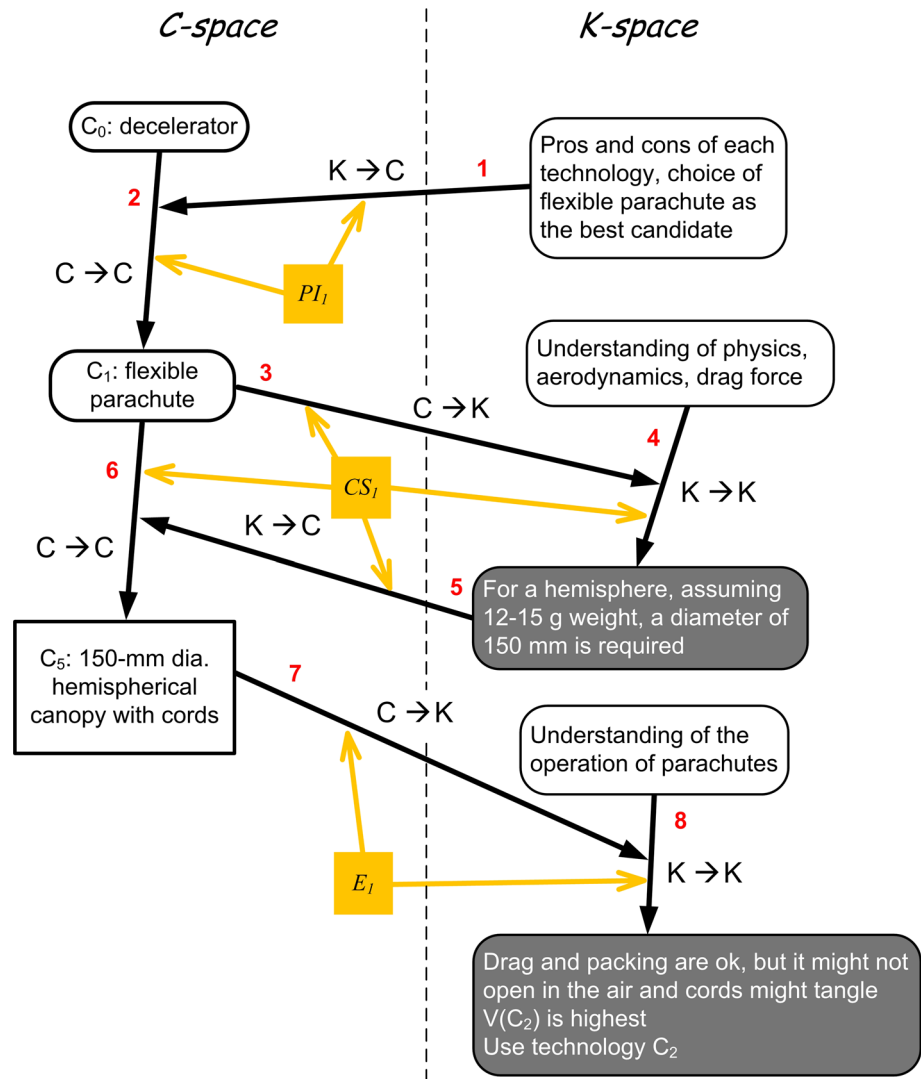 C-space
K-space
C₀: decelerator
Pros and cons of each
technology, choice of
flexible parachute as
the best candidate
K → C
1
2
C → C
PI₁
C₁: flexible
parachute
3
C → K
Understanding of physics,
aerodynamics, drag force
4
K → K
6
CS₁
K → C
C → C
5
For a hemisphere, assuming
12-15 g weight, a diameter of
150 mm is required
C₅: 150-mm dia.
hemispherical
canopy with cords
7
C → K
Understanding of the
operation of parachutes
8
K → K
E₁
Drag and packing are ok, but it might not
open in the air and cords might tangle
V(C₂) is highest
Use technology C₂